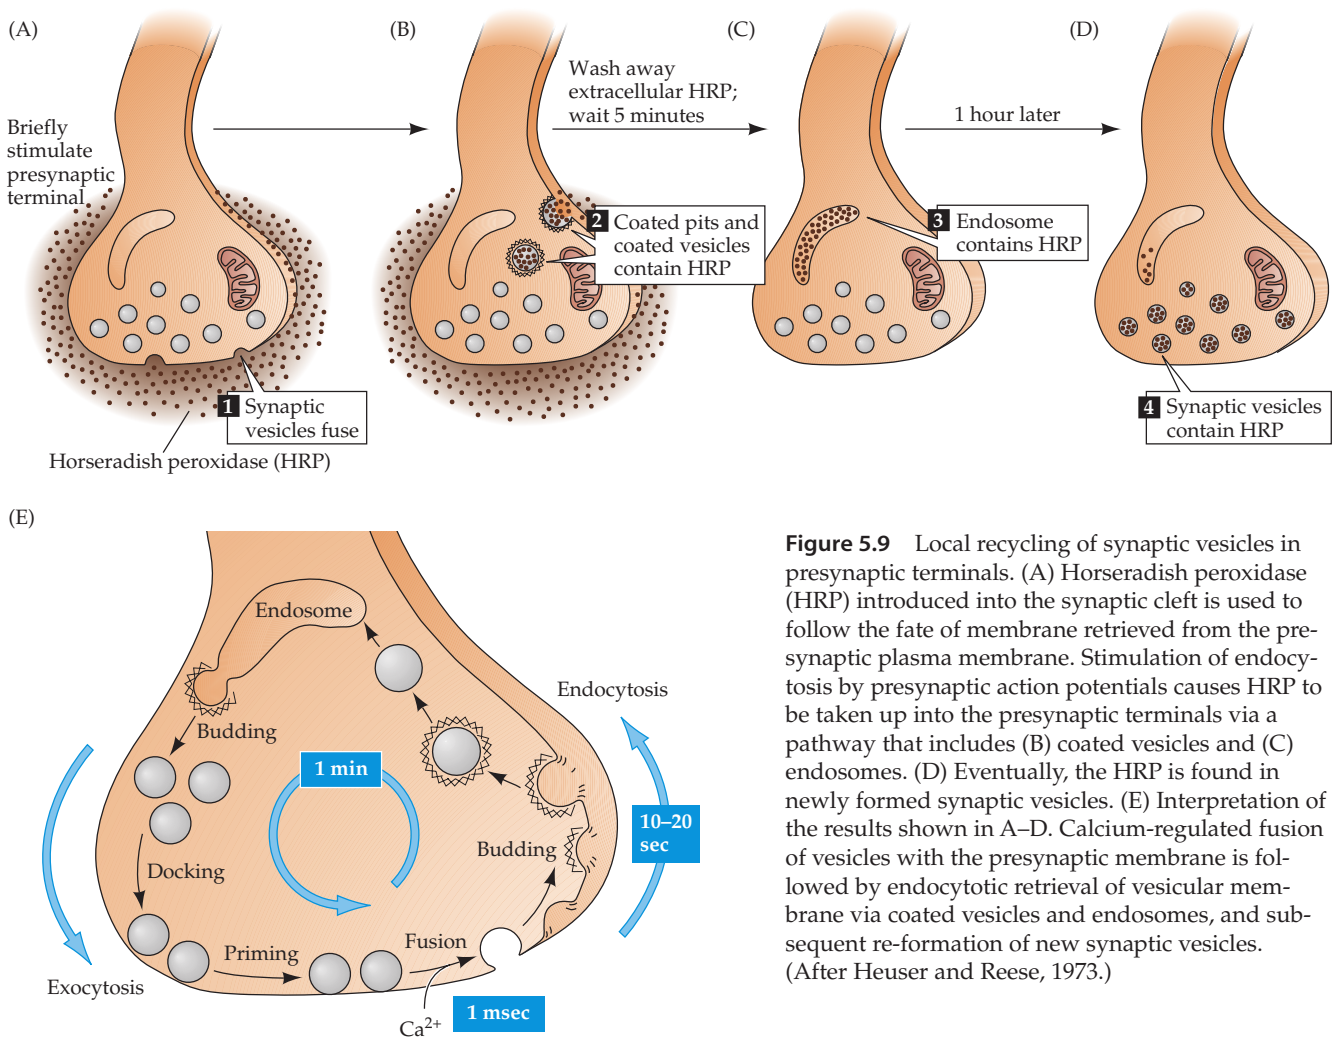 (A)
Briefly
stimulate
presynaptic
terminal
1 Synaptic
vesicles fuse
Horseradish peroxidase (HRP)
(B)
2 Coated pits and
coated vesicles
contain HRP
Wash away
extracellular HRP;
wait 5 minutes
(C)
3 Endosome
contains HRP
1 hour later
(D)
4 Synaptic vesicles
contain HRP
(E)
Endosome
Budding
Docking
Priming
Fusion
Ca2+
1 msec
Budding
1 min
10–20
sec
Endocytosis
Exocytosis
Figure 5.9 Local recycling of synaptic vesicles in
presynaptic terminals. (A) Horseradish peroxidase
(HRP) introduced into the synaptic cleft is used to
follow the fate of membrane retrieved from the pre-
synaptic plasma membrane. Stimulation of endocy-
tosis by presynaptic action potentials causes HRP to
be taken up into the presynaptic terminals via a
pathway that includes (B) coated vesicles and (C)
endosomes. (D) Eventually, the HRP is found in
newly formed synaptic vesicles. (E) Interpretation of
the results shown in A–D. Calcium-regulated fusion
of vesicles with the presynaptic membrane is fol-
lowed by endocytotic retrieval of vesicular mem-
brane via coated vesicles and endosomes, and sub-
sequent re-formation of new synaptic vesicles.
(After Heuser and Reese, 1973.)